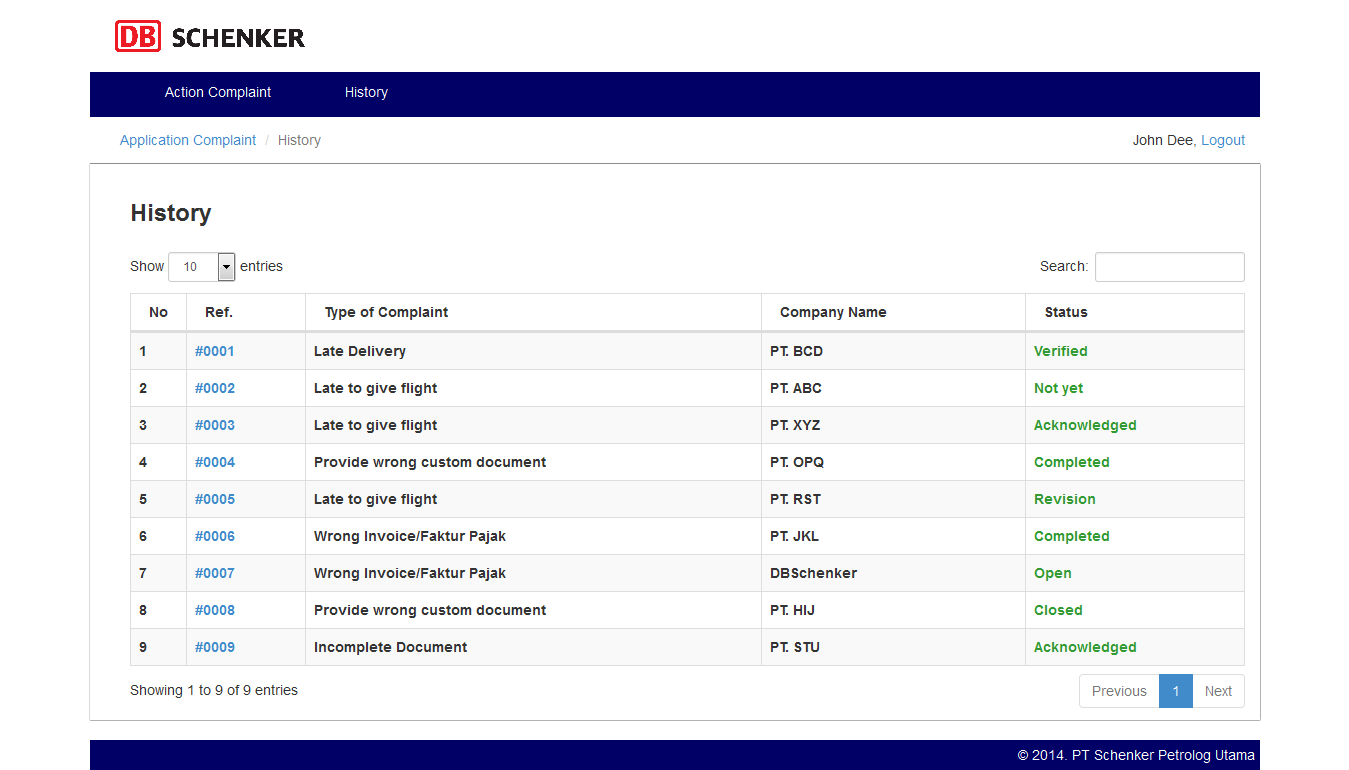 DB SCHENKER
Action Complaint History
Application Complaint / History John Dee, Logout
History
Show 10 entries Search:
No Ref. Type of Complaint Company Name Status
1 #0001 Late Delivery PT. BCD Verified
2 #0002 Late to give flight PT. ABC Not yet
3 #0003 Late to give flight PT. XYZ Acknowledged
4 #0004 Provide wrong custom document PT. OPQ Completed
5 #0005 Late to give flight PT. RST Revision
6 #0006 Wrong Invoice/Faktur Pajak PT. JKL Completed
7 #0007 Wrong Invoice/Faktur Pajak DBSchenker Open
8 #0008 Provide wrong custom document PT. HIJ Closed
9 #0009 Incomplete Document PT. STU Acknowledged
Showing 1 to 9 of 9 entries Previous 1 Next
© 2014. PT Schenker Petrolog Utama